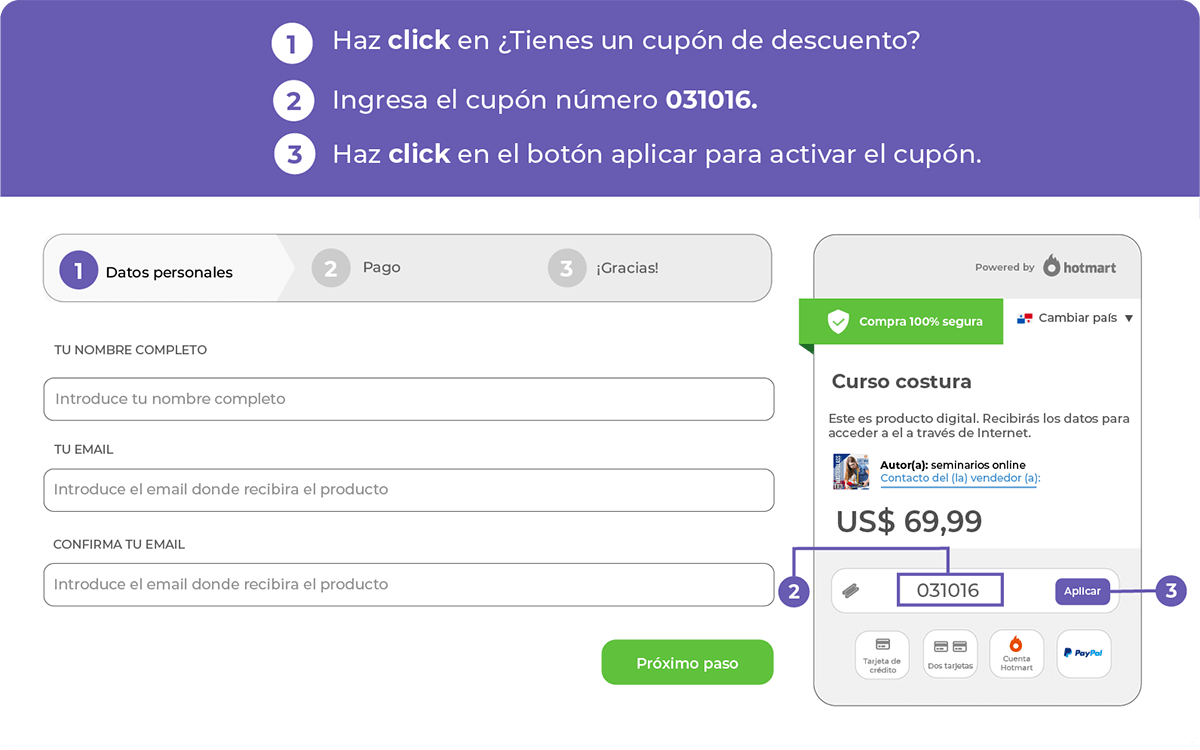 1 Haz click en ¿Tienes un cupón de descuento?
2 Ingresa el cupón número 031016.
3 Haz click en el botón aplicar para activar el cupón.
1 Datos personales
2 Pago
3 ¡Gracias!
TU NOMBRE COMPLETO
Introduce tu nombre completo
TU EMAIL
Introduce el email donde recibira el producto
CONFIRMA TU EMAIL
Introduce el email donde recibira el producto
Próximo paso
Powered by hotmart
Compra 100% segura
Cambiar país ▼
Curso costura
Este es producto digital. Recibirás los datos para
acceder a el a través de Internet.
Autor(a): seminarios online
Contacto del (la) vendedor (a):
US$ 69,99
2
031016
Aplicar
3
Tarjeta de
crédito
Dos tarjetas
Cuenta
Hotmart
PayPal